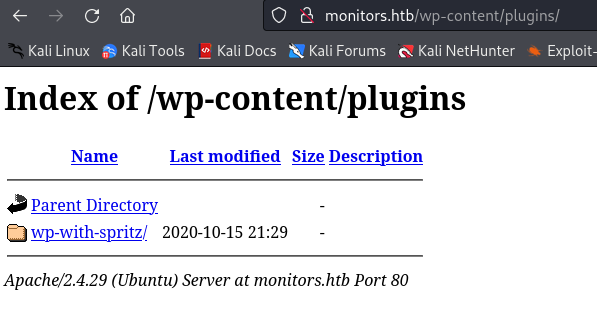 monitors.htb/wp-content/plugins/
Kali Linux Kali Tools Kali Docs Kali Forums Kali NetHunter Exploit-
Index of /wp-content/plugins
Name Last modified Size Description
Parent Directory -
wp-with-spritz/ 2020-10-15 21:29 -
Apache/2.4.29 (Ubuntu) Server at monitors.htb Port 80